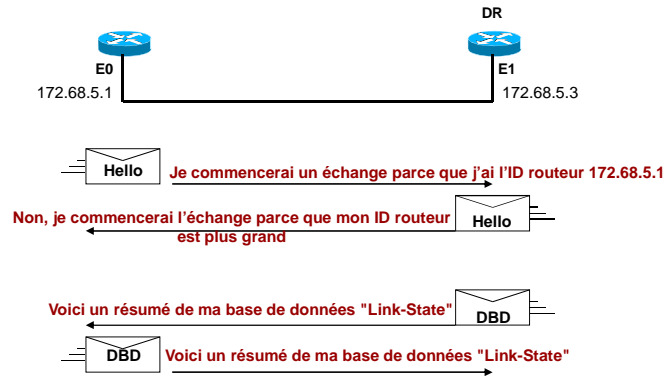 DR
E0
E1
172.68.5.1
172.68.5.3
Hello
Je commencerai un échange parce que j'ai l'ID routeur 172.68.5.1
Non, je commencerai l'échange parce que mon ID routeur
est plus grand
Hello
Voici un résumé de ma base de données "Link-State"
DBD
DBD
Voici un résumé de ma base de données "Link-State"